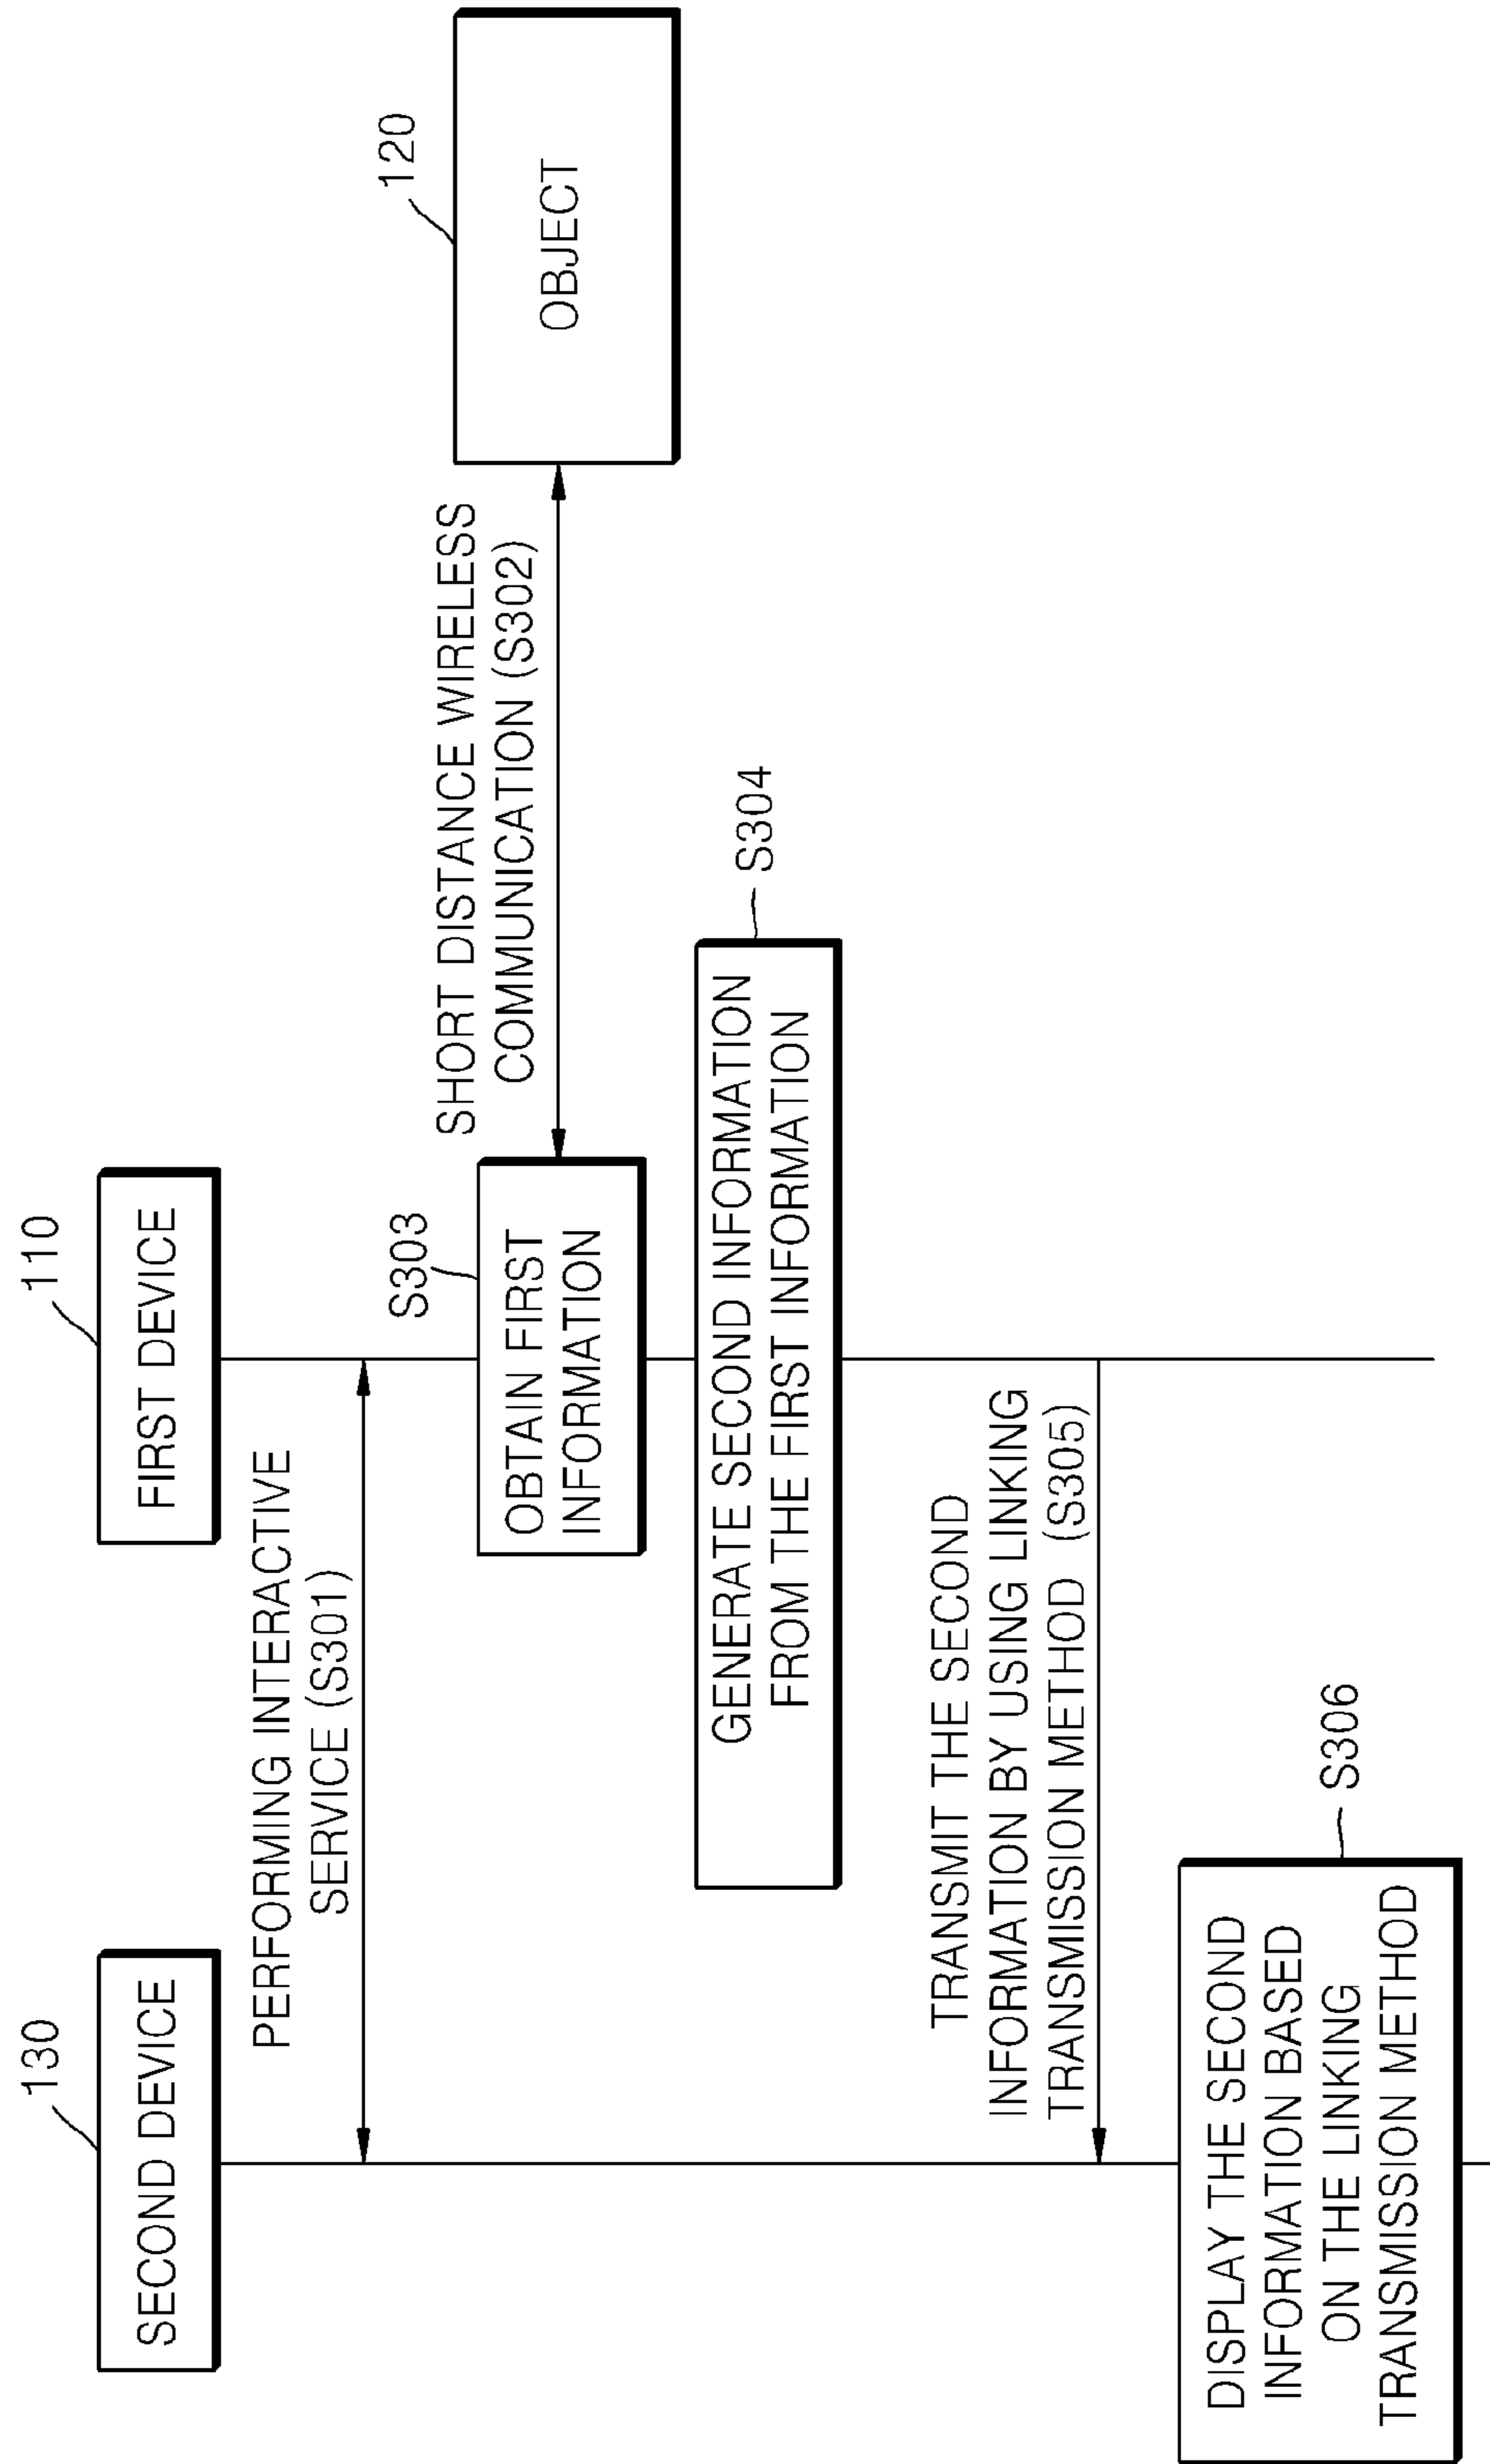 130
SECOND DEVICE
110
FIRST DEVICE
PERFORMING INTERACTIVE
SERVICE (S301)
120
OBJECT
SHORT DISTANCE WIRELESS
COMMUNICATION (S302)
S303
OBTAIN FIRST
INFORMATION
S304
GENERATE SECOND INFORMATION
FROM THE FIRST INFORMATION
TRANSMIT THE SECOND
INFORMATION BY USING LINKING
TRANSMISSION METHOD (S305)
S306
DISPLAY THE SECOND
INFORMATION BASED
ON THE LINKING
TRANSMISSION METHOD